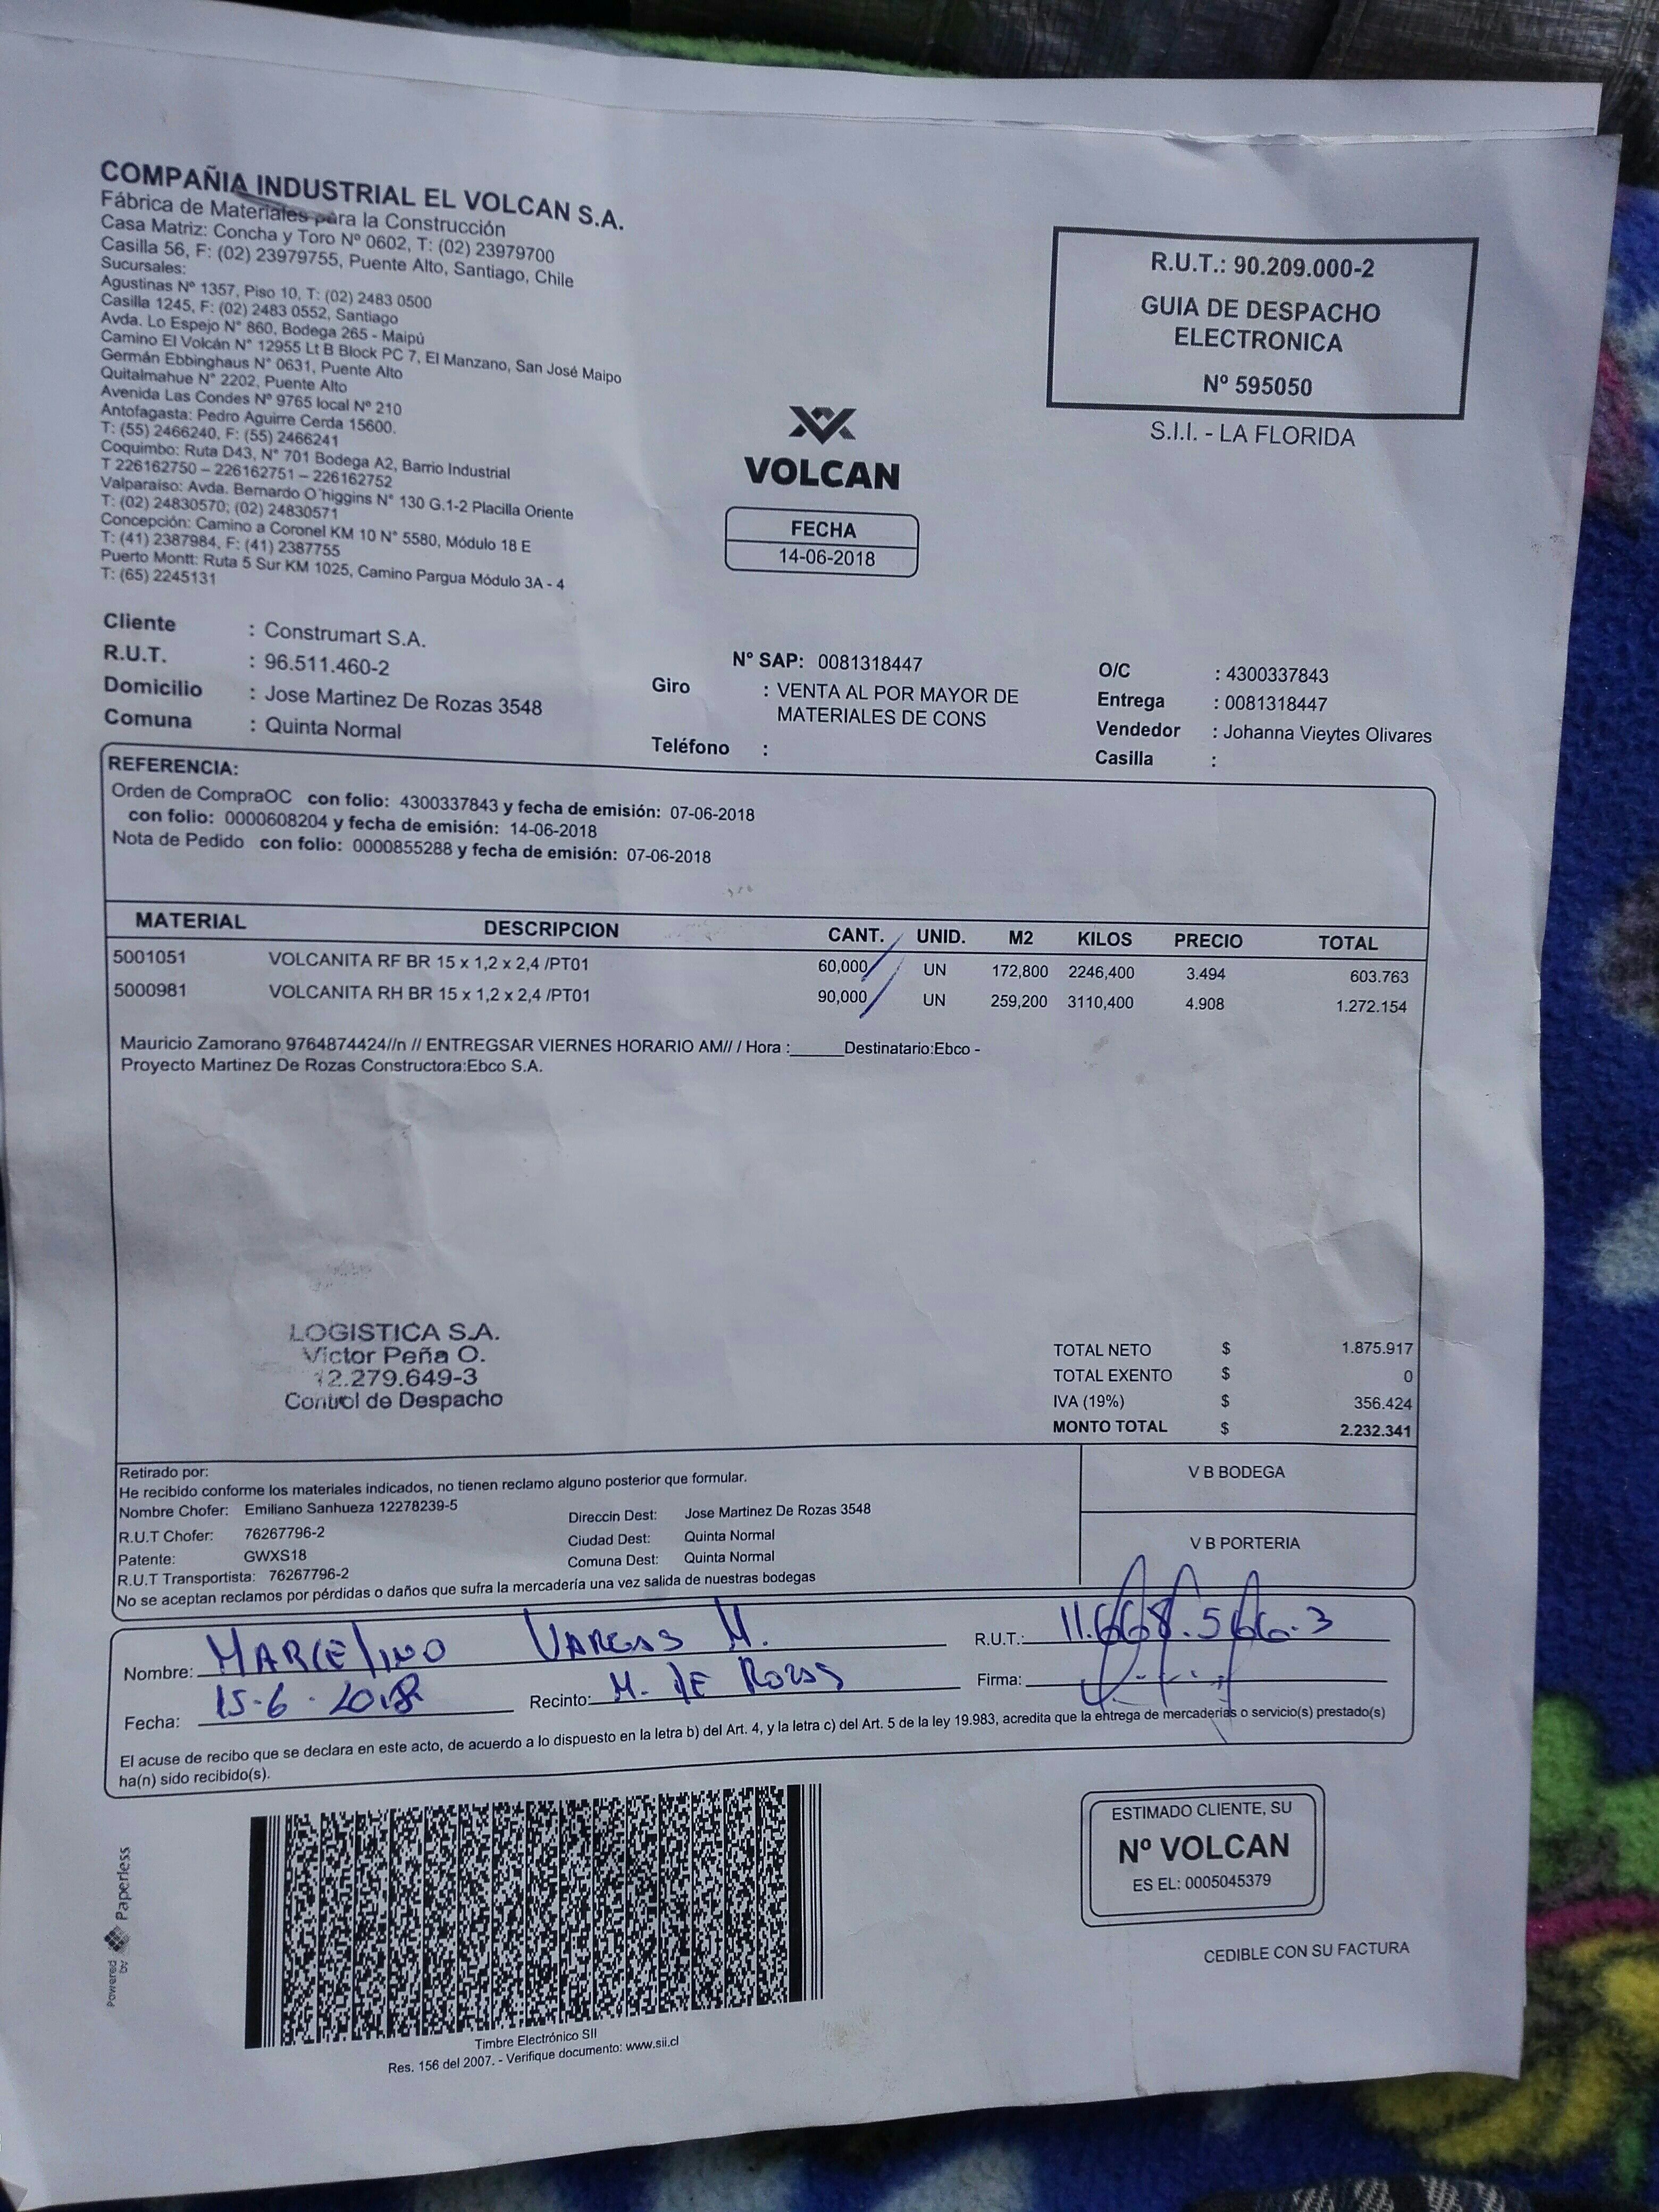 COMPAÑIA INDUSTRIAL EL VOLCAN S.A.
Fábrica de Materiales para la Construcción
Casa Matriz: Concha y Toro Nº 0602, T: (02) 23979700
Casilla 56, F: (02) 23979755, Puente Alto, Santiago, Chile
Sucursales:
Agustinas Nº 1357, Piso 10, T: (02) 2483 0500
Casilla 1245, F: (02) 2483 0552, Santiago
Avda. Lo Espejo N° 860, Bodega 265 - Maipú
Camino El Volcán N° 12955 Lt B Block PC 7, El Manzano, San José Maipo
Germán Ebbinghaus N° 0631, Puente Alto
Quitalmahue N° 2202, Puente Alto
Avenida Las Condes Nº 9765 local Nº 210
Antofagasta: Pedro Aguirre Cerda 15600.
T: (55) 2466240, F: (55) 2466241
Coquimbo: Ruta D43, N° 701 Bodega A2, Barrio Industrial
T 226162750 – 226162751 – 226162752
Valparaíso: Avda. Bernardo O´higgins N° 130 G.1-2 Placilla Oriente
T: (02) 24830570; (02) 24830571
Concepción: Camino a Coronel KM 10 N° 5580, Módulo 18 E
T: (41) 2387984, F: (41) 2387755
Puerto Montt: Ruta 5 Sur KM 1025, Camino Pargua Módulo 3A - 4
T: (65) 2245131
R.U.T.: 90.209.000-2
GUIA DE DESPACHO
ELECTRONICA
Nº 595050
S.I.I. - LA FLORIDA
VOLCAN
FECHA
14-06-2018
Cliente : Construmart S.A.
R.U.T. : 96.511.460-2
Domicilio : Jose Martinez De Rozas 3548
Comuna : Quinta Normal
N° SAP: 0081318447
Giro : VENTA AL POR MAYOR DE
MATERIALES DE CONS
Teléfono :
O/C : 4300337843
Entrega : 0081318447
Vendedor : Johanna Vieytes Olivares
Casilla :
REFERENCIA:
Orden de CompraOC con folio: 4300337843 y fecha de emisión: 07-06-2018
con folio: 0000608204 y fecha de emisión: 14-06-2018
Nota de Pedido con folio: 0000855288 y fecha de emisión: 07-06-2018
MATERIAL DESCRIPCION CANT. UNID. M2 KILOS PRECIO TOTAL
5001051 VOLCANITA RF BR 15 x 1,2 x 2,4 /PT01 60,000 UN 172,800 2246,400 3.494 603.763
5000981 VOLCANITA RH BR 15 x 1,2 x 2,4 /PT01 90,000 UN 259,200 3110,400 4.908 1.272.154
Mauricio Zamorano 9764874424//n // ENTREGSAR VIERNES HORARIO AM// / Hora :______Destinatario:Ebco -
Proyecto Martinez De Rozas Constructora:Ebco S.A.
LOGISTICA S.A.
Victor Peña O.
12.279.649-3
Control de Despacho
TOTAL NETO $ 1.875.917
TOTAL EXENTO $ 0
IVA (19%) $ 356.424
MONTO TOTAL $ 2.232.341
Retirado por:
He recibido conforme los materiales indicados, no tienen reclamo alguno posterior que formular.
Nombre Chofer: Emiliano Sanhueza 12278239-5 Direccin Dest: Jose Martinez De Rozas 3548
R.U.T Chofer: 76267796-2 Ciudad Dest: Quinta Normal
Patente: GWXS18 Comuna Dest: Quinta Normal
R.U.T Transportista: 76267796-2
No se aceptan reclamos por pérdidas o daños que sufra la mercadería una vez salida de nuestras bodegas
V B BODEGA
V B PORTERIA
Nombre: MARCELINO VARGAS M. R.U.T.: 11.668.566.3
Fecha: 15-6-2018 Recinto: M. DE ROZAS Firma:
El acuse de recibo que se declara en este acto, de acuerdo a lo dispuesto en la letra b) del Art. 4, y la letra c) del Art. 5 de la ley 19.983, acredita que la entrega de mercaderias o servicio(s) prestado(s)
ha(n) sido recibido(s).
Powered by Paperless
Timbre Electrónico SII
Res. 156 del 2007. - Verifique documento: www.sii.cl
ESTIMADO CLIENTE, SU
Nº VOLCAN
ES EL: 0005045379
CEDIBLE CON SU FACTURA